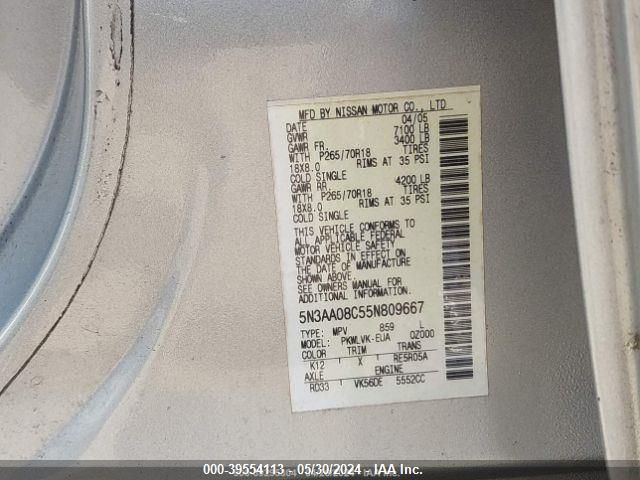 MFD BY NISSAN MOTOR CO., LTD
DATE 04/05
GVWR 7100 LB
GAWR FR. 3400 LB
WITH P265/70R18 TIRES
18X8.0 RIMS AT 35 PSI
COLD SINGLE
GAWR RR. 4200 LB
WITH P265/70R18 TIRES
18X8.0 RIMS AT 35 PSI
COLD SINGLE
THIS VEHICLE CONFORMS TO
ALL APPLICABLE FEDERAL
MOTOR VEHICLE SAFETY
STANDARDS IN EFFECT ON
THE DATE OF MANUFACTURE
SHOWN ABOVE.
SEE OWNERS MANUAL FOR
ADDITIONAL INFORMATION.
5N3AA08C55N809667
TYPE: MPV 859 L
MODEL: PKWLVK-EUA OZ000
COLOR TRIM TRANS
K12 X RE5R05A
AXLE ENGINE
RD33 VK56DE 5552CC
000-39554113 - 05/30/2024 - IAA Inc.